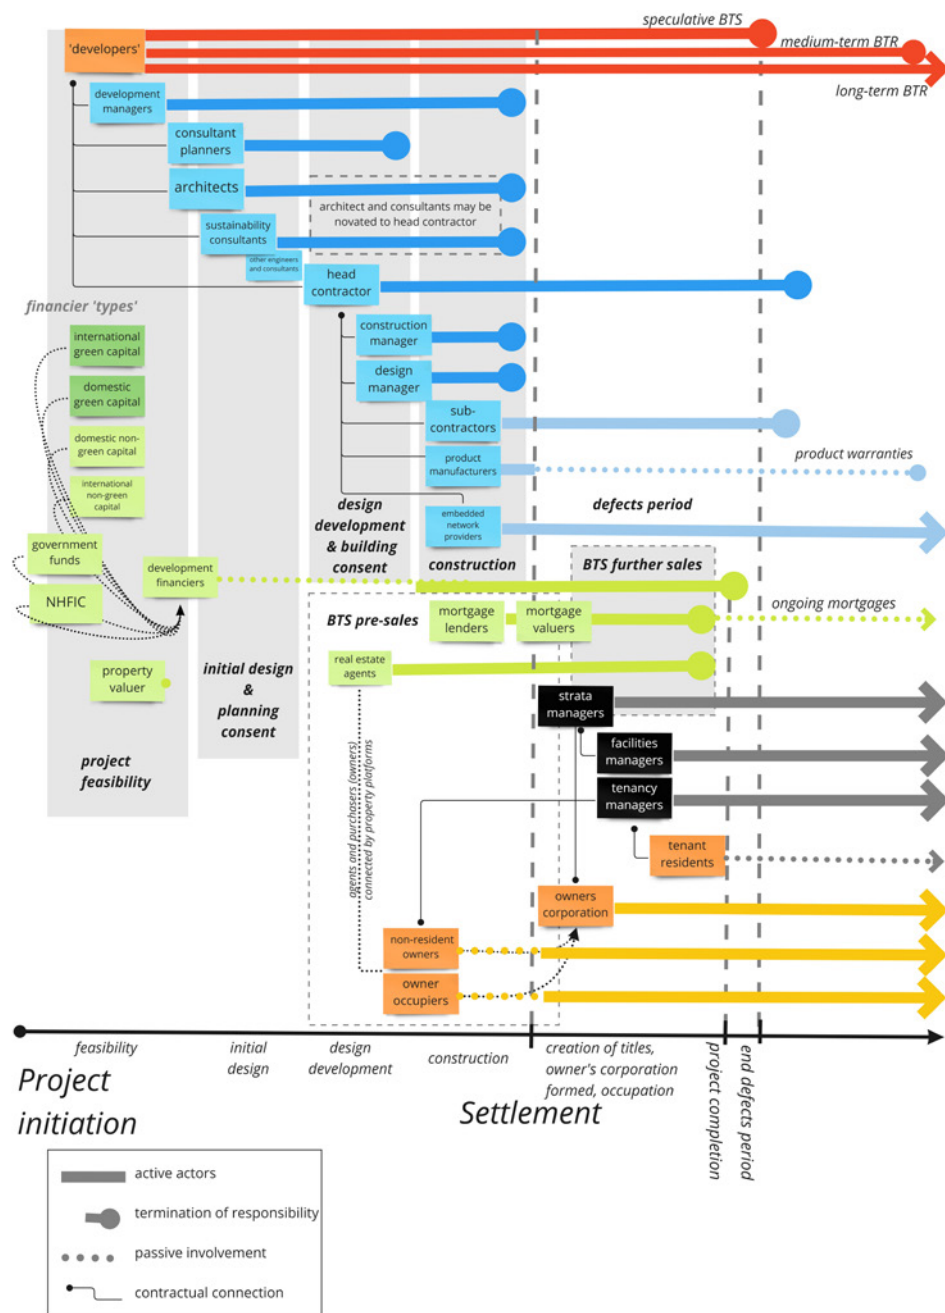 speculative BTS
'developers'
medium-term BTR
long-term BTR
development
managers
consultant
planners
architects
architect and consultants may be
novated to head contractor
sustainability
consultants
other engineers
and consultants
head
contractor
financier 'types'
international
green capital
construction
manager
domestic
green capital
design
manager
sub-
contractors
domestic non-
green capital
product
manufacturers
product warranties
international
non-green
capital
design
development
& building
consent
embedded
network
providers
defects period
government
funds
development
financiers
construction
BTS further sales
NHFIC
BTS pre-sales
mortgage
lenders
mortgage
valuers
ongoing mortgages
property
valuer
initial design
&
planning
consent
real estate
agents
strata
managers
project
feasibility
facilities
managers
tenancy
managers
agents and purchasers (owners)
connected by property platforms
tenant
residents
owners
corporation
non-resident
owners
owner
occupiers
feasibility
initial
design
design
development
construction
creation of titles,
owner's corporation
formed, occupation
project completion
end defects period
Project
initiation
Settlement
active actors
termination of responsibility
passive involvement
contractual connection